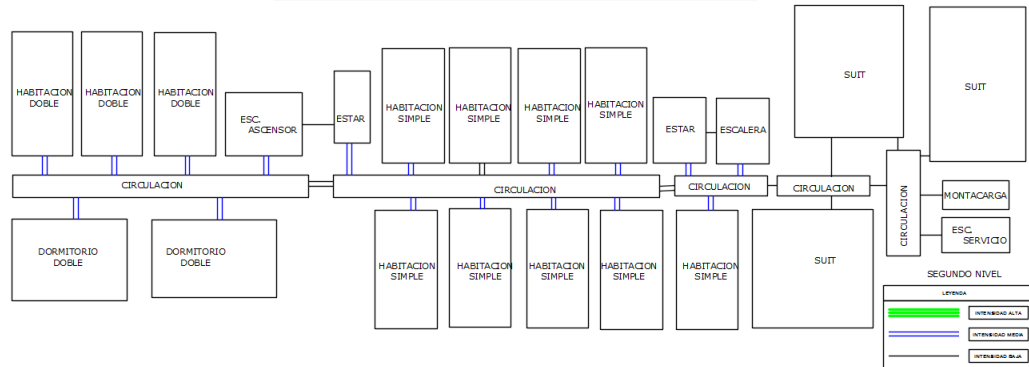 HABITACION
DOBLE
HABITACION
DOBLE
HABITACION
DOBLE
ESC.
ASCENSOR
ESTAR
HABITACION
SIMPLE
HABITACION
SIMPLE
HABITACION
SIMPLE
HABITACION
SIMPLE
ESTAR
ESCALERA
SUIT
SUIT
CIRCULACION
CIRCULACION
CIRCULACION
CIRCULACION
CIRCULACION
MONTACARGA
ESC.
SERVICIO
DORMITORIO
DOBLE
DORMITORIO
DOBLE
HABITACION
SIMPLE
HABITACION
SIMPLE
HABITACION
SIMPLE
HABITACION
SIMPLE
HABITACION
SIMPLE
SUIT
SEGUNDO NIVEL
LEYENDA
INTENSIDAD ALTA
INTENSIDAD MEDIA
INTENSIDAD BAJA